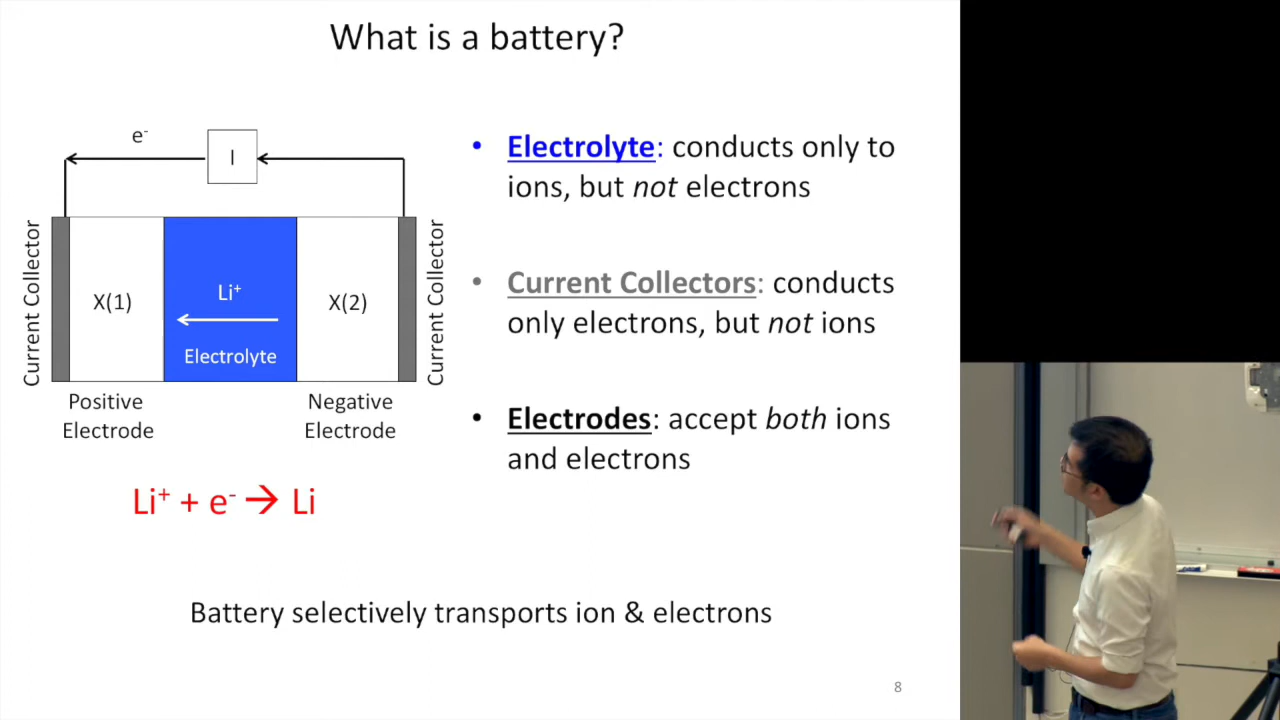 What is a battery?
e⁻
I
Current Collector
X(1)
Li⁺
Electrolyte
X(2)
Current Collector
Positive
Electrode
Negative
Electrode
Li⁺ + e⁻ → Li
• Electrolyte: conducts only to
ions, but not electrons
• Current Collectors: conducts
only electrons, but not ions
• Electrodes: accept both ions
and electrons
Battery selectively transports ion & electrons
8